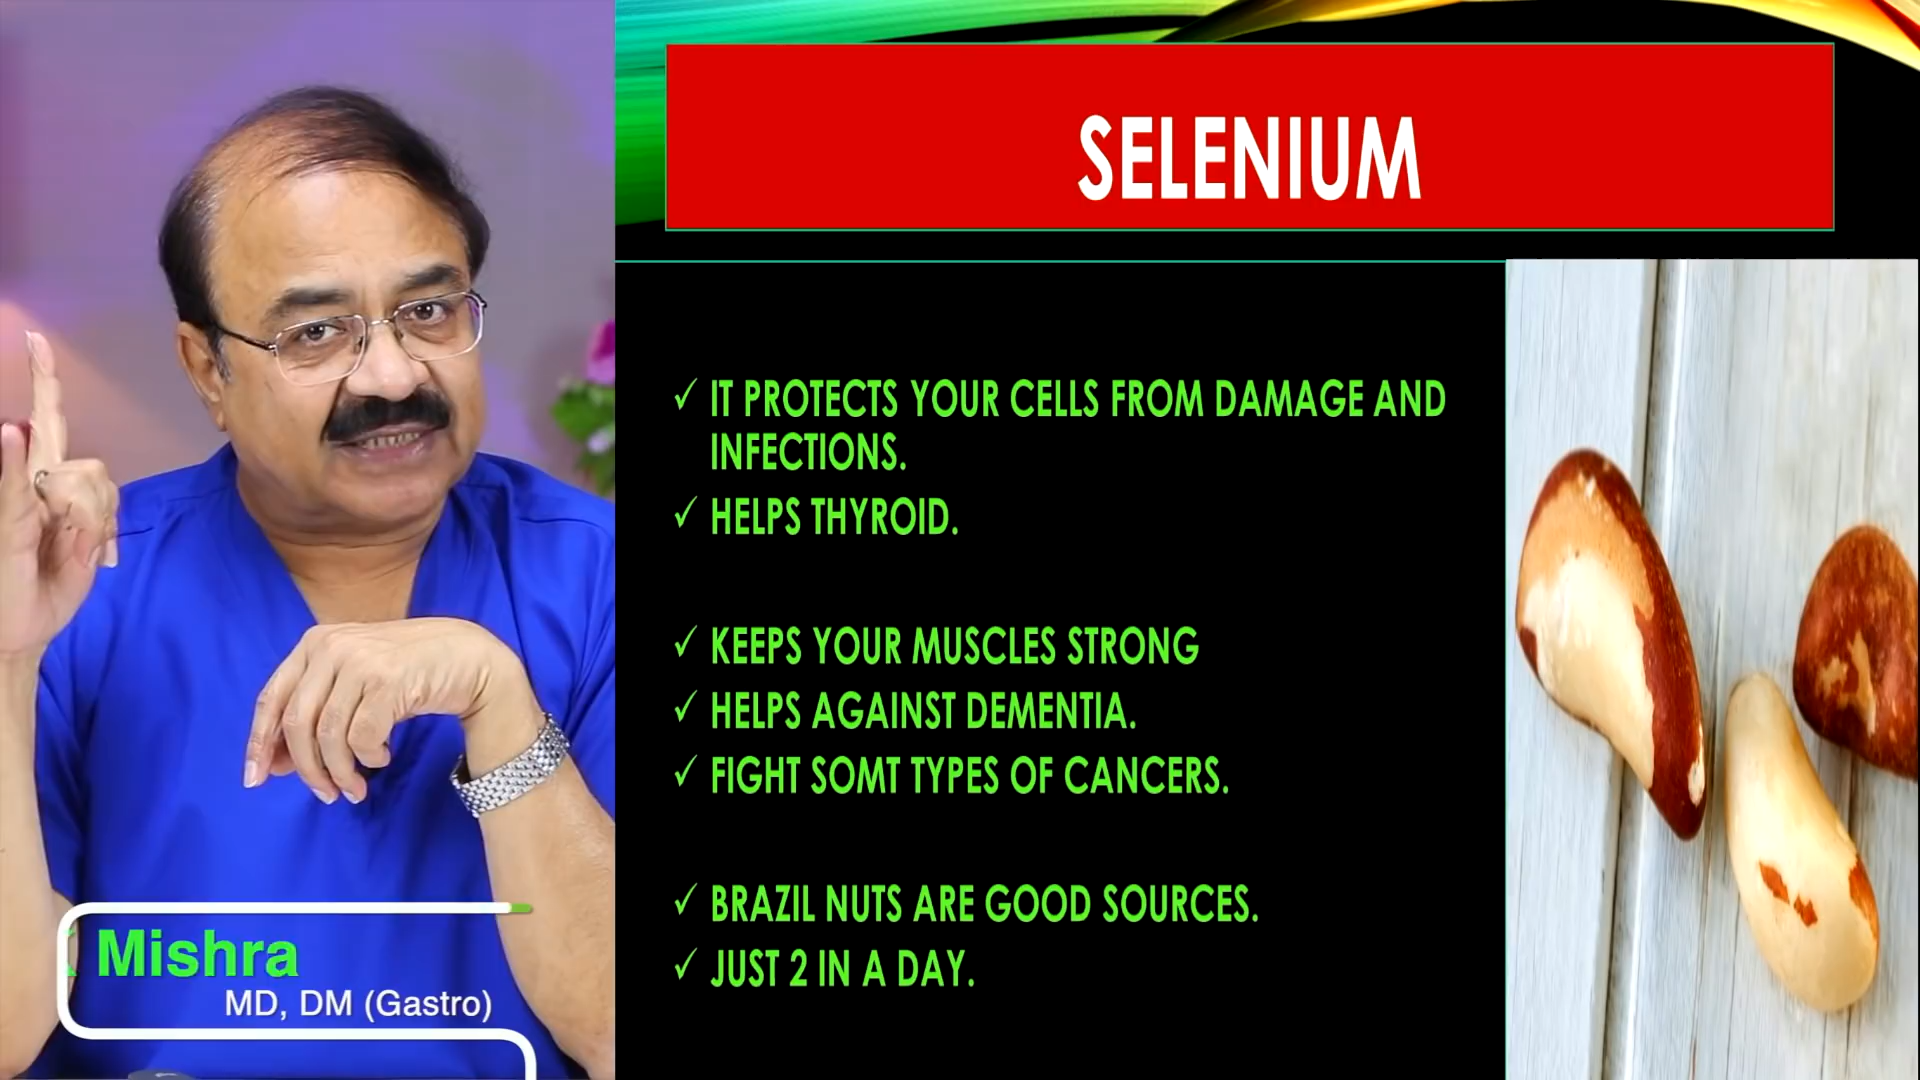 SELENIUM
✓ IT PROTECTS YOUR CELLS FROM DAMAGE AND
INFECTIONS.
✓ HELPS THYROID.
✓ KEEPS YOUR MUSCLES STRONG
✓ HELPS AGAINST DEMENTIA.
✓ FIGHT SOMT TYPES OF CANCERS.
✓ BRAZIL NUTS ARE GOOD SOURCES.
✓ JUST 2 IN A DAY.
Mishra
MD, DM (Gastro)